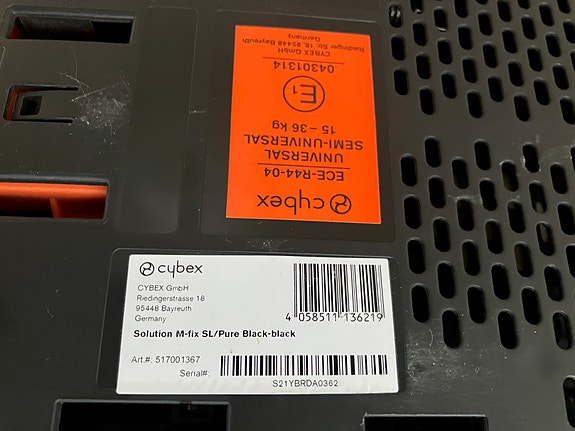 cybex
ECE-R44-04
UNIVERSAL
SEMI-UNIVERSAL
15 – 36 kg
E1
04301314
CYBEX GmbH
Riedinger Str. 18, 95448 Bayreuth
Germany
cybex
CYBEX GmbH
Riedingerstrasse 18
95448 Bayreuth
Germany
4 058511 136219
Solution M-fix SL/Pure Black-black
Art.#: 517001367
Serial#:
S21YBRDA0362